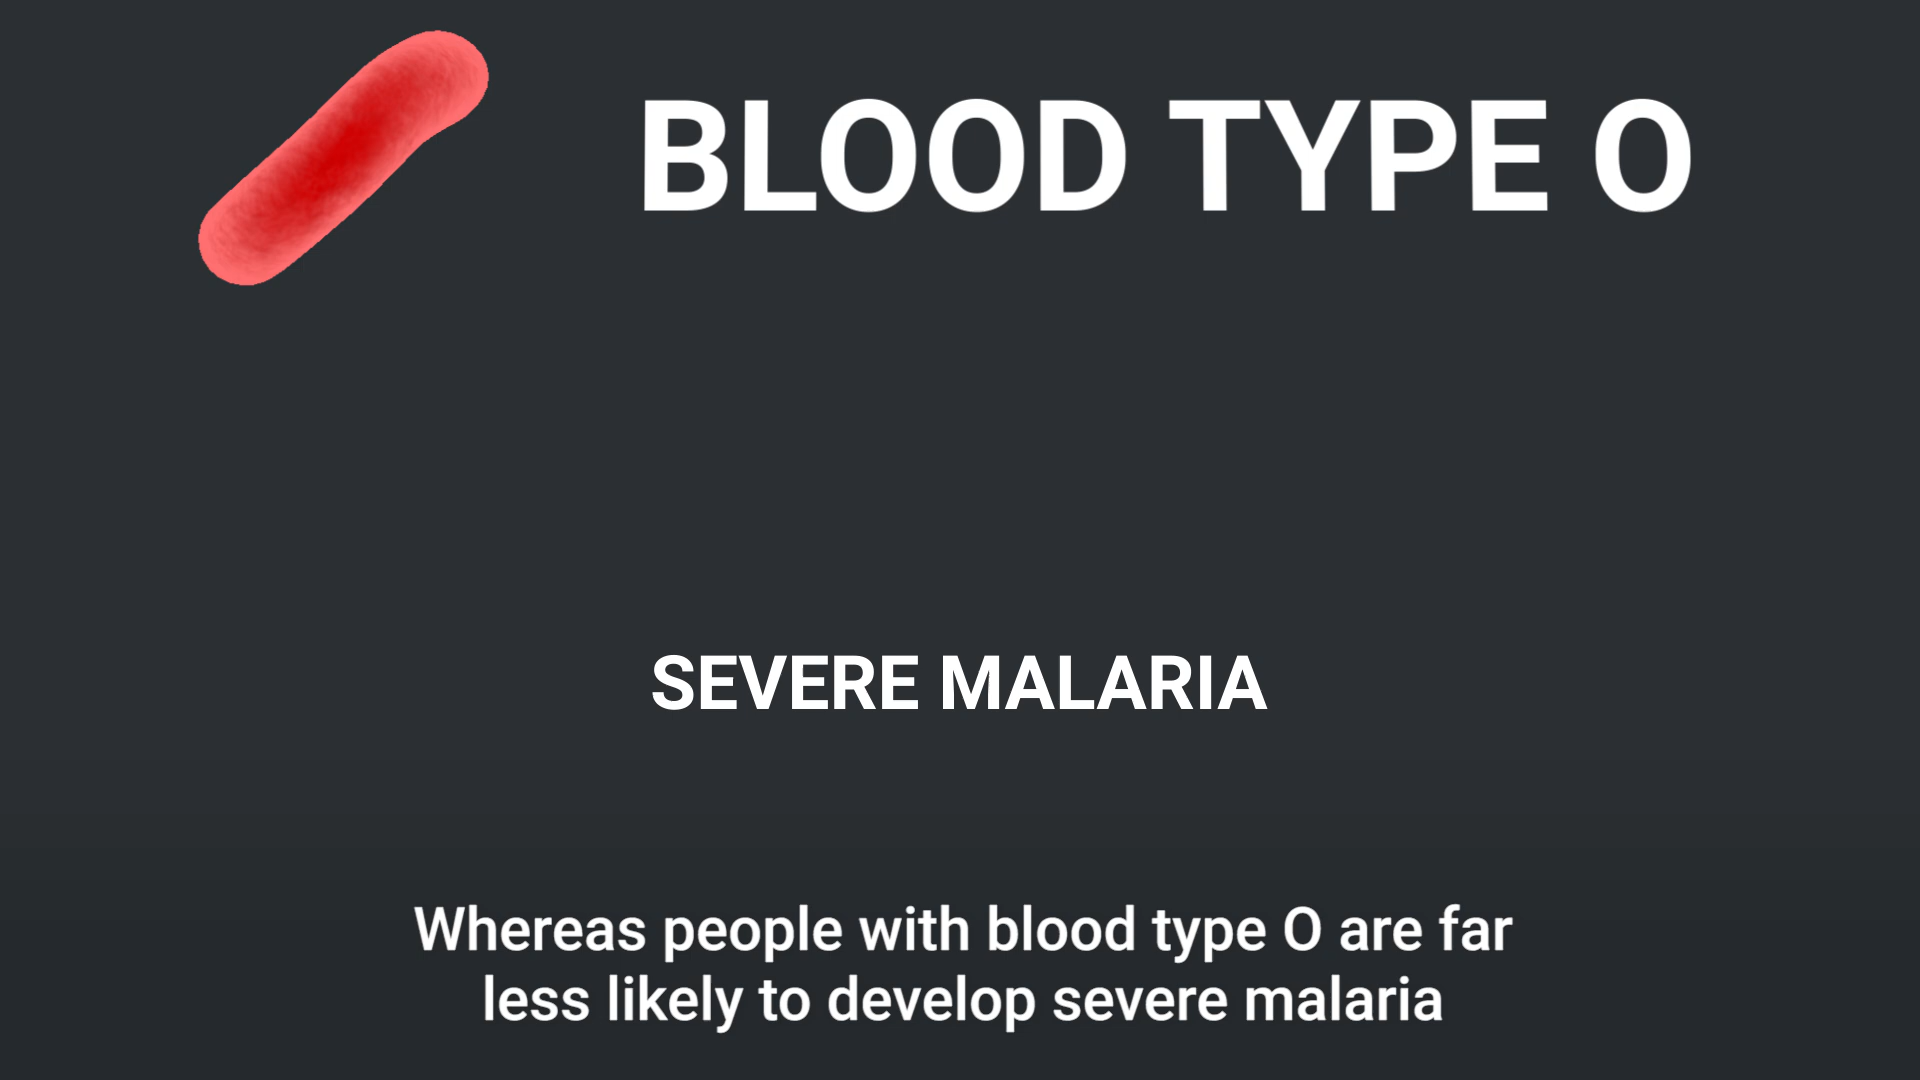 BLOOD TYPE O
SEVERE MALARIA
Whereas people with blood type O are far
less likely to develop severe malaria